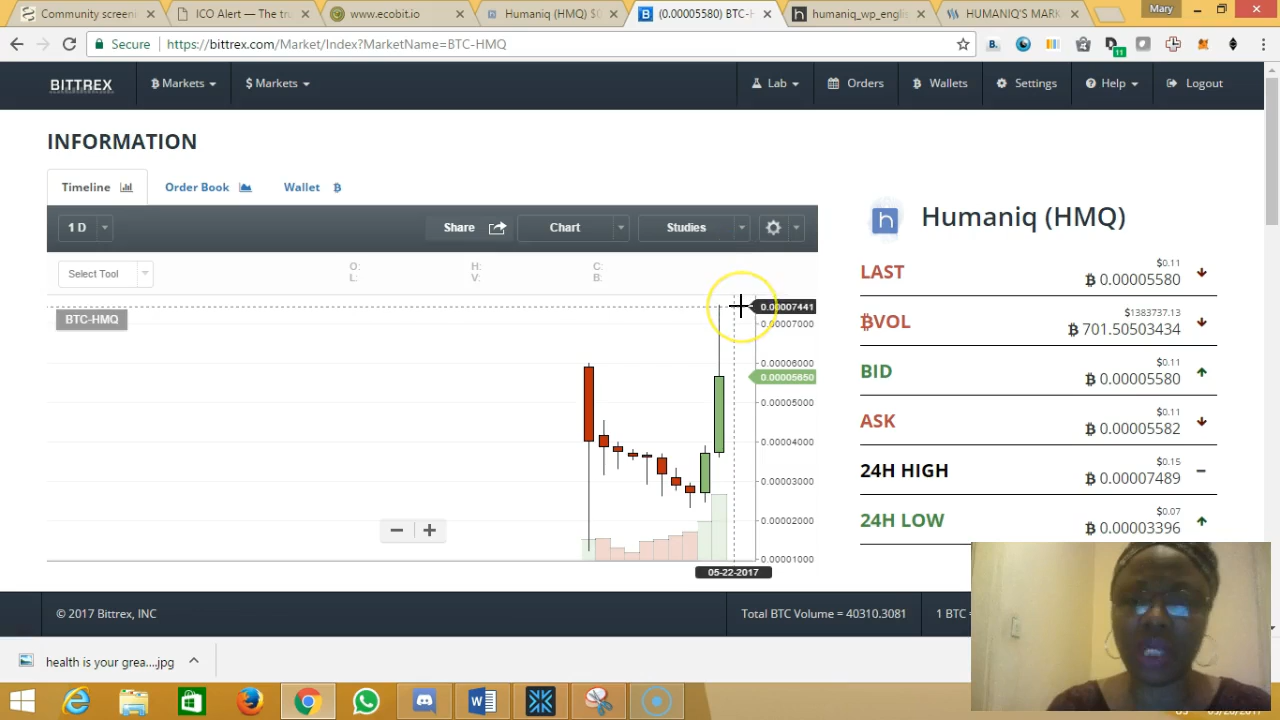 Community screeni
ICO Alert — The tru
www.ecobit.io
Humaniq (HMQ) $0
(0.00005580) BTC-H
humaniq_wp_englis
HUMANIQ'S MARK
Mary
Secure
https://bittrex.com/Market/Index?MarketName=BTC-HMQ
11
BITTREX
Markets
$ Markets
Lab
Orders
Wallets
Settings
Help
Logout
INFORMATION
Timeline
Order Book
Wallet
1 D
Share
Chart
Studies
Select Tool
O:
H:
C:
L:
V:
B:
BTC-HMQ
0.00007441
0.00007000
0.00006000
0.00005650
0.00005000
0.00004000
0.00003000
0.00002000
0.00001000
05-22-2017
Humaniq (HMQ)
LAST
$0.11
0.00005580
VOL
$1383737.13
701.50503434
BID
$0.11
0.00005580
ASK
$0.11
0.00005582
24H HIGH
$0.15
0.00007489
24H LOW
$0.07
0.00003396
© 2017 Bittrex, INC
Total BTC Volume = 40310.3081
1 BTC =
health is your grea....jpg